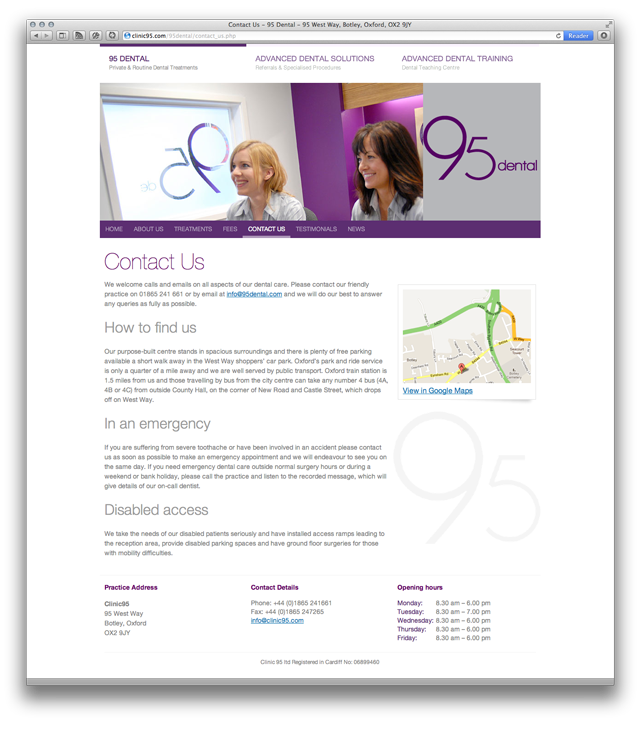 Contact Us – 95 Dental – 95 West Way, Botley, Oxford, OX2 9JY
clinic95.com/95dental/contact_us.php
Reader
95 DENTAL
Private & Routine Dental Treatments
ADVANCED DENTAL SOLUTIONS
Referrals & Specialised Procedures
ADVANCED DENTAL TRAINING
Dental Teaching Centre
95 dental
HOME ABOUT US TREATMENTS FEES CONTACT US TESTIMONIALS NEWS
Contact Us
We welcome calls and emails on all aspects of our dental care. Please contact our friendly
practice on 01865 241 661 or by email at info@95dental.com and we will do our best to answer
any queries as fully as possible.
How to find us
Our purpose-built centre stands in spacious surroundings and there is plenty of free parking
available a short walk away in the West Way shoppers' car park. Oxford's park and ride service
is only a quarter of a mile away and we are well served by public transport. Oxford train station is
1.5 miles from us and those travelling by bus from the city centre can take any number 4 bus (4A,
4B or 4C) from outside County Hall, on the corner of New Road and Castle Street, which drops
off on West Way.
View in Google Maps
In an emergency
If you are suffering from severe toothache or have been involved in an accident please contact
us as soon as possible to make an emergency appointment and we will endeavour to see you on
the same day. If you need emergency dental care outside normal surgery hours or during a
weekend or bank holiday, please call the practice and listen to the recorded message, which will
give details of our on-call dentist.
95
Disabled access
We take the needs of our disabled patients seriously and have installed access ramps leading to
the reception area, provide disabled parking spaces and have ground floor surgeries for those
with mobility difficulties.
Practice Address
Clinic95
95 West Way
Botley, Oxford
OX2 9JY
Contact Details
Phone: +44 (0)1865 241661
Fax: +44 (0)1865 247265
info@clinic95.com
Opening hours
Monday: 8.30 am – 6.00 pm
Tuesday: 8.30 am – 7.00 pm
Wednesday: 8.30 am – 6.00 pm
Thursday: 8.30 am – 6.00 pm
Friday: 8.30 am – 6.00 pm
Clinic 95 ltd Registered in Cardiff No: 06899460